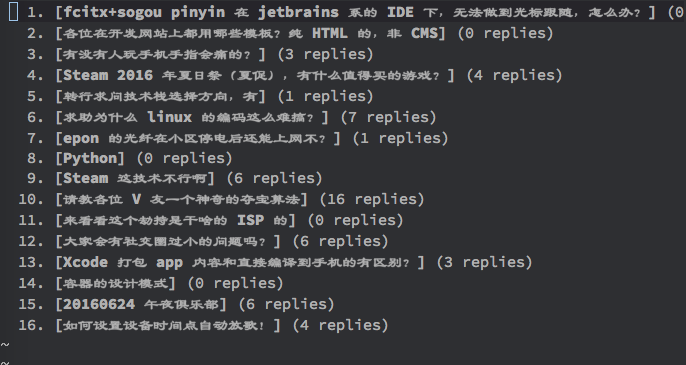 1. [fcitx+sogou pinyin 在 jetbrains 系的 IDE 下，无法做到光标跟随，怎么办？] (0
2. [各位在开发网站上都用哪些模板？纯 HTML 的，非 CMS] (0 replies)
3. [有没有人玩手机手指会痛的？] (3 replies)
4. [Steam 2016 年夏日祭（夏促），有什么值得买的游戏？] (4 replies)
5. [转行求问技术栈选择方向，有] (1 replies)
6. [求助为什么 linux 的编码这么难搞？] (7 replies)
7. [epon 的光纤在小区停电后还能上网不？] (1 replies)
8. [Python] (0 replies)
9. [Steam 这技术不行啊] (6 replies)
10. [请教各位 V 友一个神奇的夺宝算法] (16 replies)
11. [来看看这个劫持是干啥的 ISP 的] (0 replies)
12. [大家会有社交圈过小的问题吗？] (6 replies)
13. [Xcode 打包 app 内容和直接编译到手机的有区别？] (3 replies)
14. [容器的设计模式] (0 replies)
15. [20160624 午夜俱乐部] (6 replies)
16. [如何设置设备时间点自动放歌！] (4 replies)
~
~